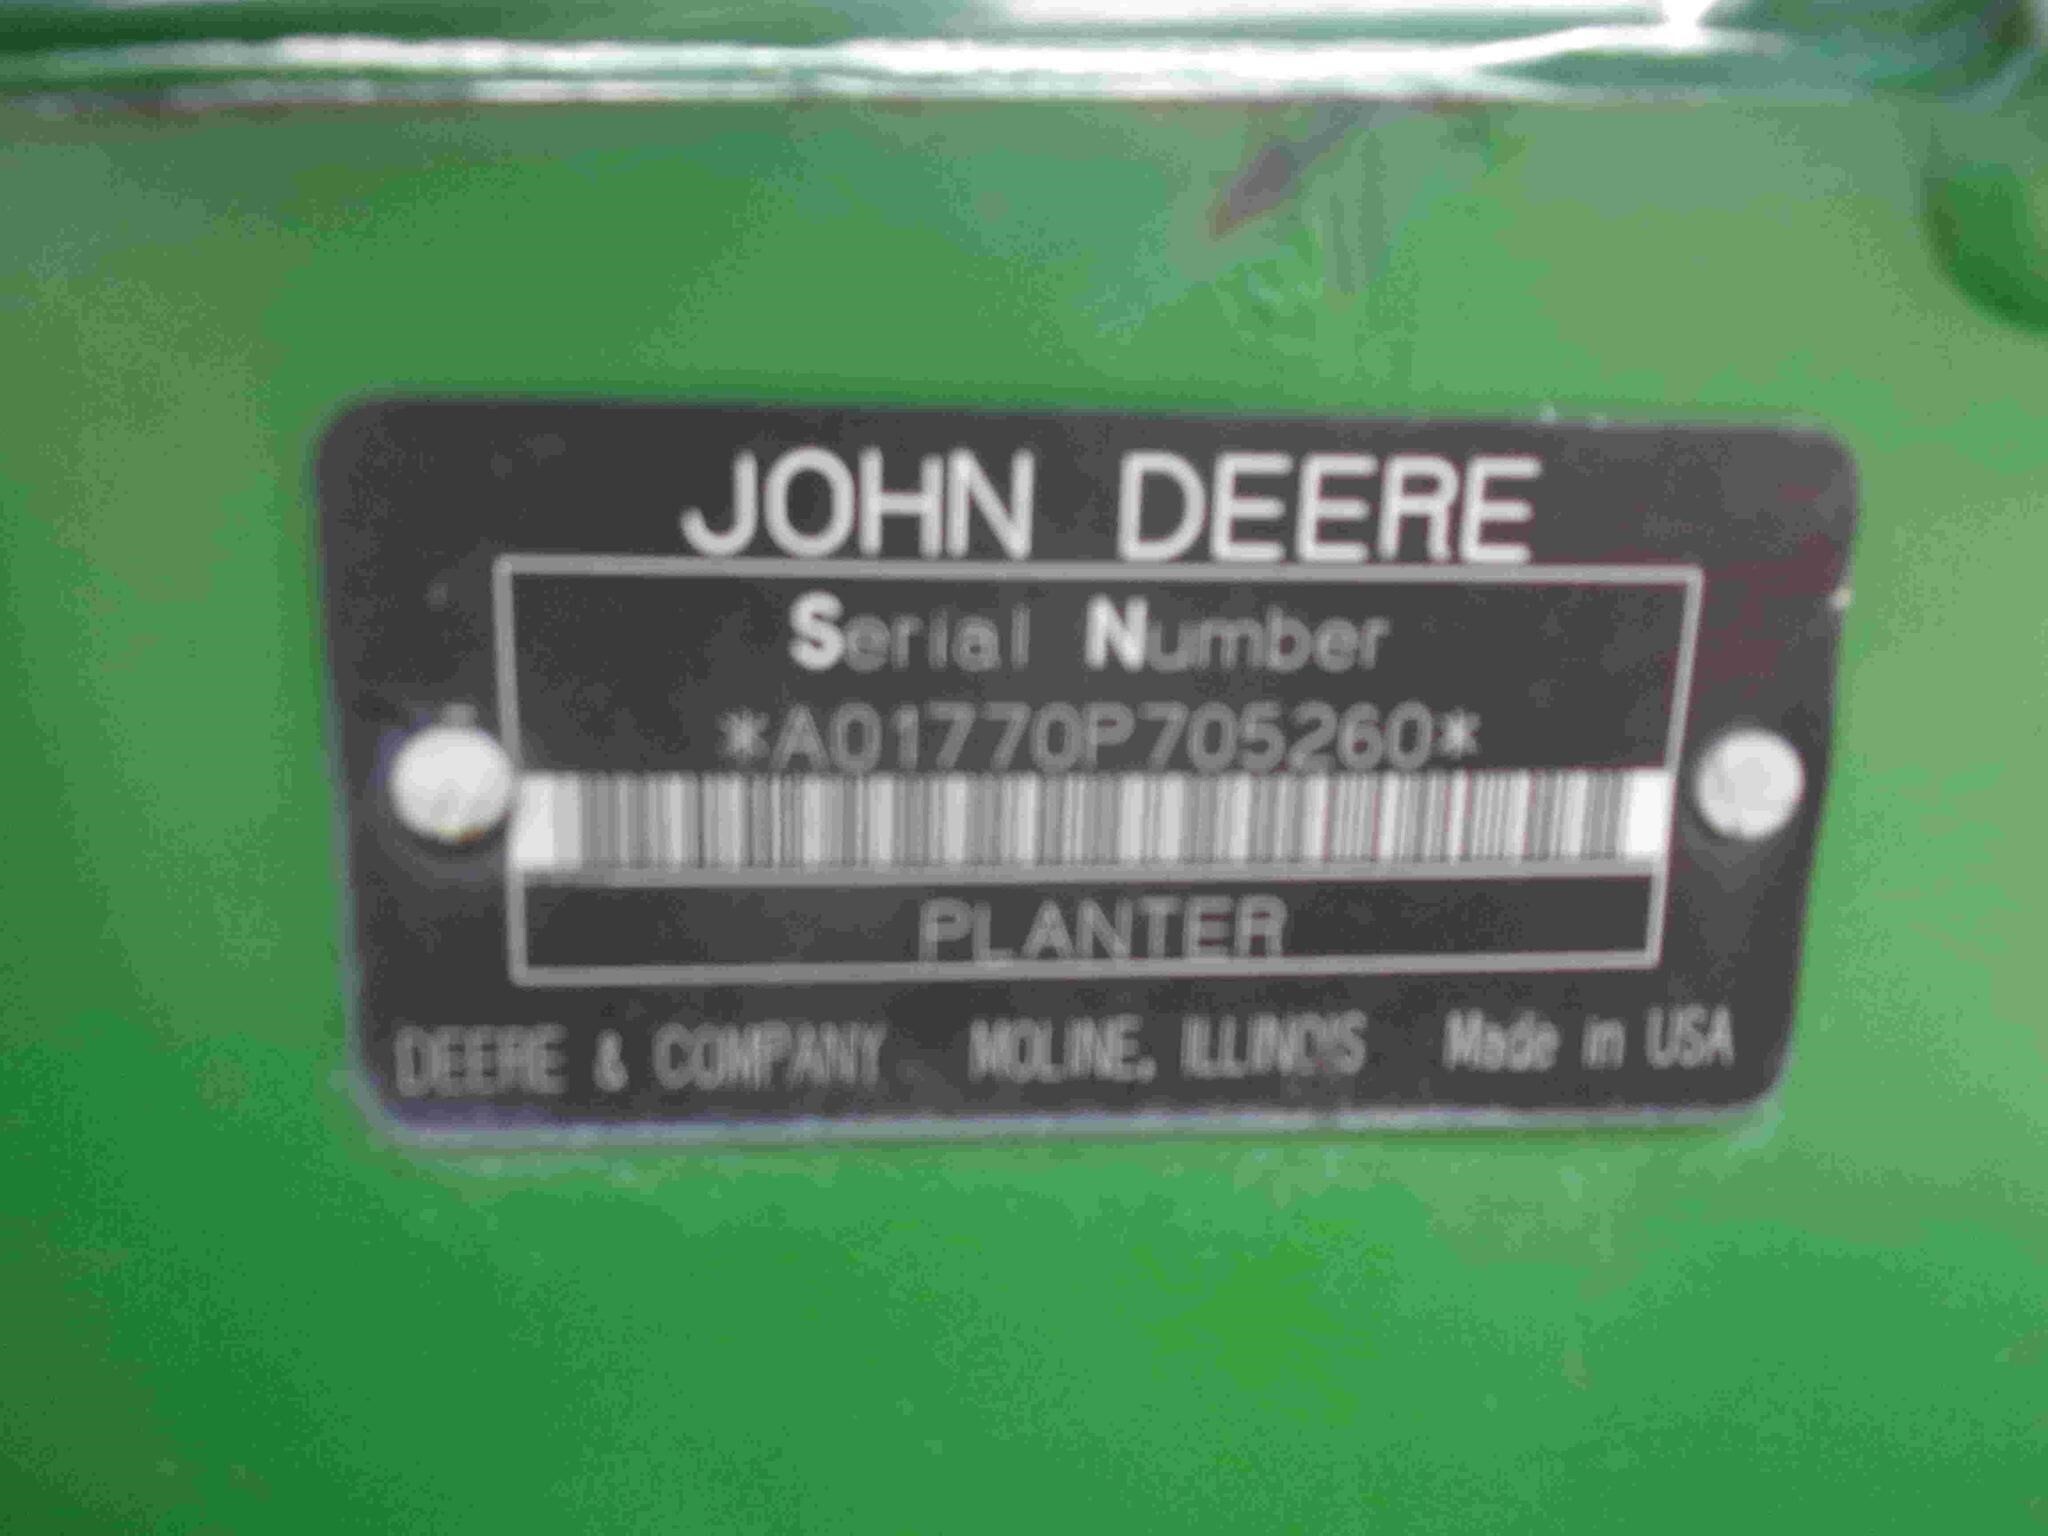 JOHN DEERE
Serial Number
*A01770P705260*
PLANTER
DEERE & COMPANY MOLINE, ILLINOIS Made in USA